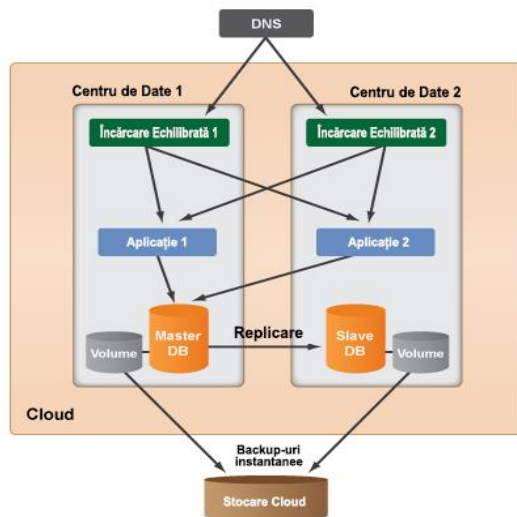 DNS
Centru de Date 1
Centru de Date 2
Încărcare Echilibrată 1
Încărcare Echilibrată 2
Aplicație 1
Aplicație 2
Master
DB
Replicare
Slave
DB
Volume
Volume
Cloud
Backup-uri
instantanee
Stocare Cloud